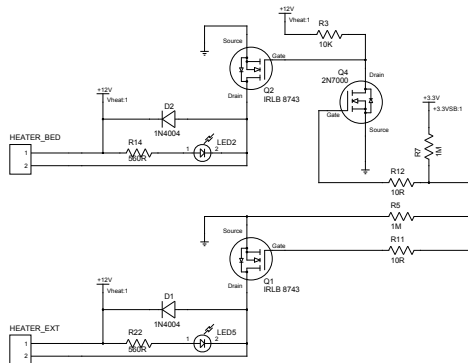 +12V
Vheat:1
R3
10K
Source
Gate
Q2
IRLB 8743
Drain
Q4
2N7000
Drain
Gate
Source
+3.3V
+3.3VSB:1
R7
1M
+12V
Vheat:1
D2
1N4004
HEATER_BED
1
2
R14
560R
1
2
LED2
R12
10R
R5
1M
R11
10R
Source
Gate
Q1
IRLB 8743
Drain
+12V
Vheat:1
D1
1N4004
HEATER_EXT
1
2
R22
560R
1
2
LED5